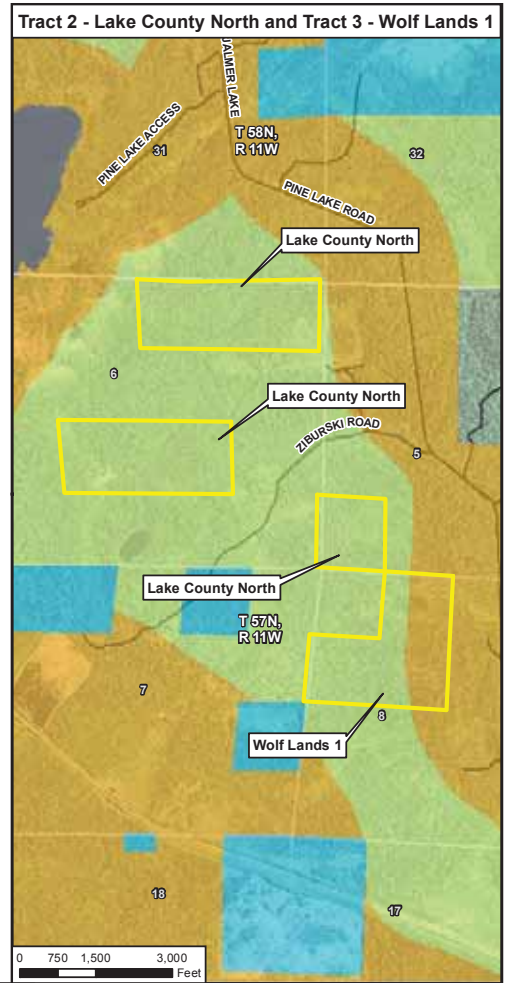 Tract 2 - Lake County North and Tract 3 - Wolf Lands 1
UALMER LAKE
PINE LAKE ACCESS
31
T 58N,
R 11W
32
PINE LAKE ROAD
Lake County North
6
Lake County North
ZIBURSKI ROAD
5
Lake County North
T 57N,
R 11W
7
8
Wolf Lands 1
18
17
0 750 1,500 3,000
Feet